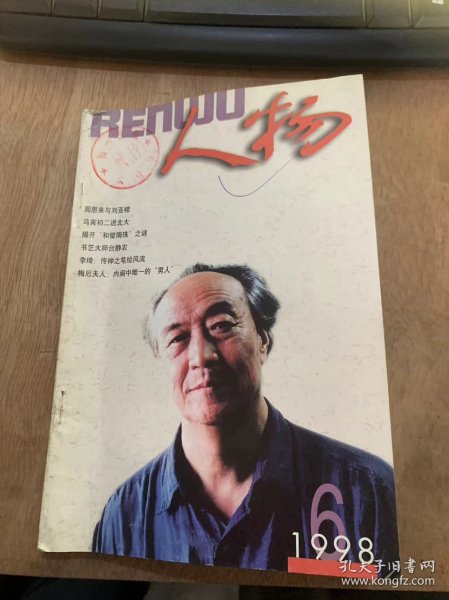 RENWU
人物
周恩来与刘亚楼
马寅初二进北大
揭开“和璧隋珠”之谜
书艺大师台静农
李琦：传神之笔绘风流
梅厄夫人：内阁中唯一的“男人”
6
1998
孔夫子旧书网
www.kongfz.com